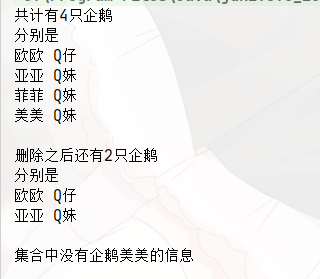 共计有4只企鹅
分别是
欧欧 Q仔
亚亚 Q妹
菲菲 Q妹
美美 Q妹
删除之后还有2只企鹅
分别是
欧欧 Q仔
亚亚 Q妹
集合中没有企鹅美美的信息